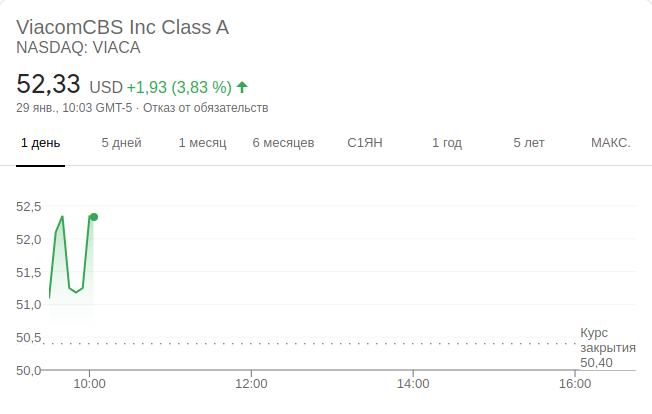 ViacomCBS Inc Class A
NASDAQ: VIACA
52,33 USD +1,93 (3,83 %)
29 янв., 10:03 GMT-5 · Отказ от обязательств
1 день 5 дней 1 месяц 6 месяцев С1ЯН 1 год 5 лет МАКС.
52,5
52,0
51,5
51,0
50,5
Курс
закрытия
50,40
50,0
10:00 12:00 14:00 16:00